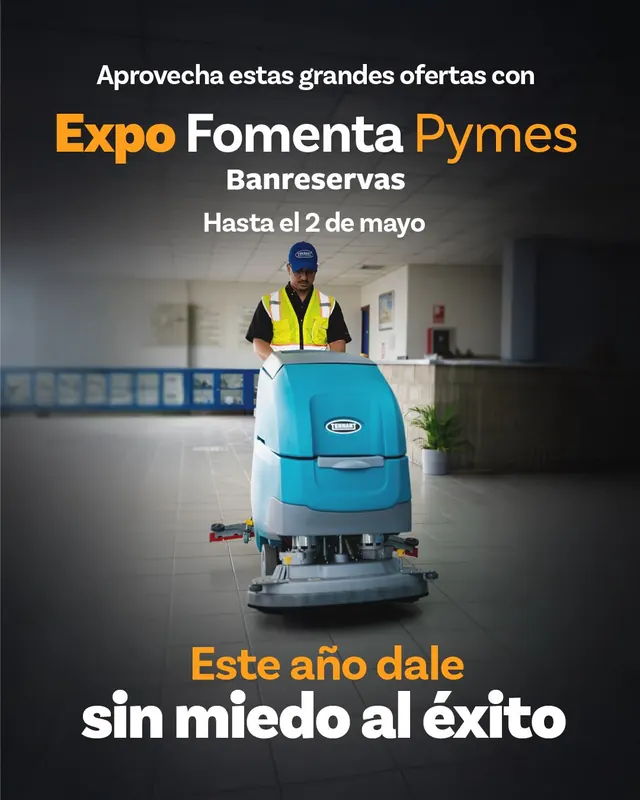 Aprovecha estas grandes ofertas con
Expo Fomenta Pymes
Banreservas
Hasta el 2 de mayo
TENNANT
TENNANT
Este año dale
sin miedo al éxito